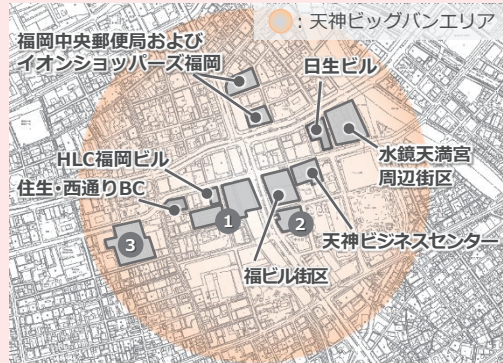 ：天神ビッグバンエリア
福岡中央郵便局および
イオンショッパーズ福岡
日生ビル
HLC福岡ビル
住生・西通りBC
水鏡天満宮
周辺街区
1
2
3
天神ビジネスセンター
福ビル街区